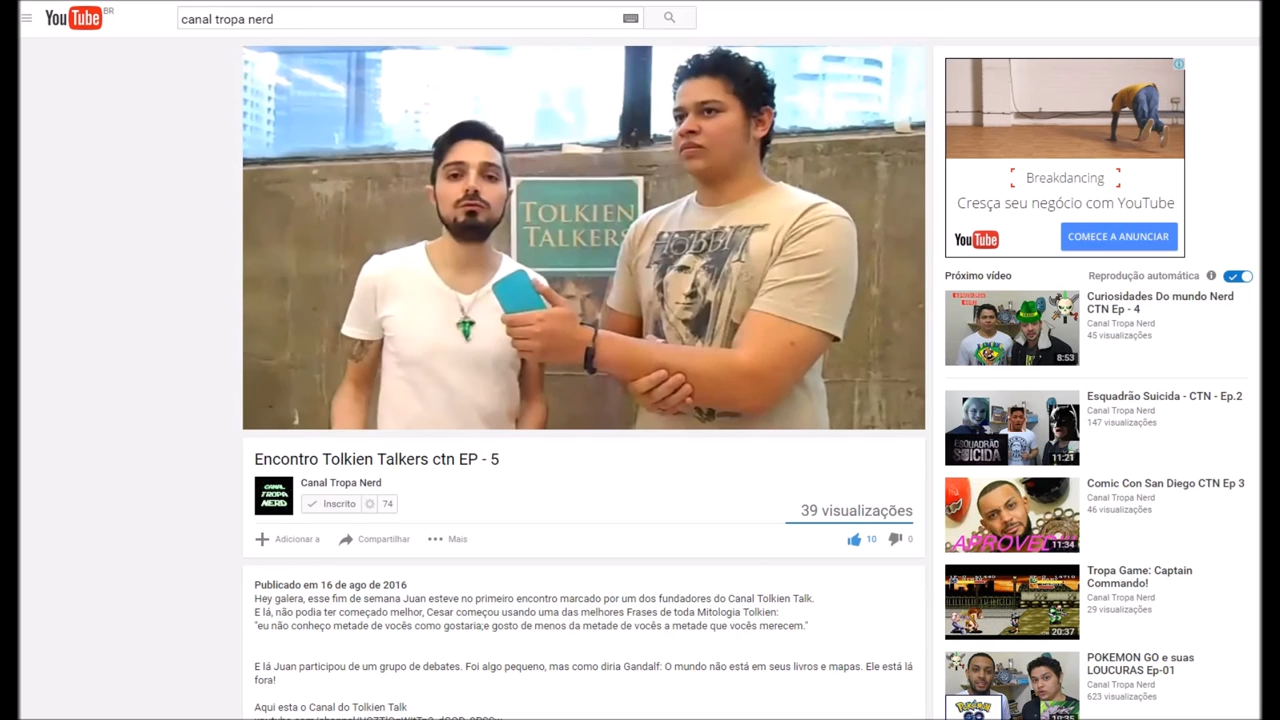 YouTube BR
canal tropa nerd
TOLKIEN
TALKERS
HOBBIT
Breakdancing
Cresça seu negócio com YouTube
YouTube
COMECE A ANUNCIAR
Próximo vídeo
Reprodução automática
Curiosidades Do mundo Nerd
CTN Ep - 4
Canal Tropa Nerd
45 visualizações
8:53
Esquadrão Suicida - CTN - Ep.2
Canal Tropa Nerd
147 visualizações
ESQUADRÃO
SUICIDA
11:21
Comic Con San Diego CTN Ep 3
Canal Tropa Nerd
46 visualizações
APROVED
11:34
Tropa Game: Captain
Commando!
Canal Tropa Nerd
29 visualizações
20:37
POKEMON GO e suas
LOUCURAS Ep-01
Canal Tropa Nerd
623 visualizações
POKÉMON
GO
10:35
Encontro Tolkien Talkers ctn EP - 5
CANAL
TROPA
NERD
Canal Tropa Nerd
Inscrito 74
39 visualizações
Adicionar a
Compartilhar
Mais
10
0
Publicado em 16 de ago de 2016
Hey galera, esse fim de semana Juan esteve no primeiro encontro marcado por um dos fundadores do Canal Tolkien Talk.
E lá, não podia ter começado melhor, Cesar começou usando uma das melhores Frases de toda Mitologia Tolkien:
"eu não conheço metade de vocês como gostaria;e gosto de menos da metade de vocês a metade que vocês merecem."
E lá Juan participou de um grupo de debates. Foi algo pequeno, mas como diria Gandalf: O mundo não está em seus livros e mapas. Ele está lá
fora!
Aqui esta o Canal do Tolkien Talk